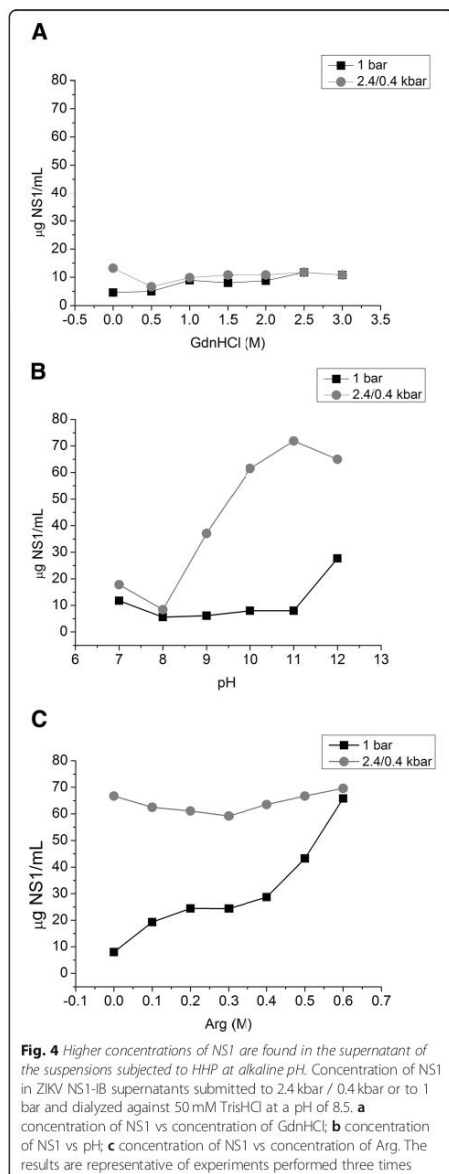 A
1 bar
2.4/0.4 kbar
µg NS1/mL
80
70
60
50
40
30
20
10
0
-0.5 0.0 0.5 1.0 1.5 2.0 2.5 3.0 3.5
GdnHCl (M)
B
1 bar
2.4/0.4 kbar
µg NS1/mL
80
70
60
50
40
30
20
10
0
6 7 8 9 10 11 12 13
pH
C
1 bar
2.4/0.4 kbar
µg NS1/mL
80
70
60
50
40
30
20
10
0
-0.1 0.0 0.1 0.2 0.3 0.4 0.5 0.6 0.7
Arg (M)
Fig. 4 Higher concentrations of NS1 are found in the supernatant of
the suspensions subjected to HHP at alkaline pH. Concentration of NS1
in ZIKV NS1-IB supernatants submitted to 2.4 kbar / 0.4 kbar or to 1
bar and dialyzed against 50 mM TrisHCl at a pH of 8.5. a
concentration of NS1 vs concentration of GdnHCl; b concentration
of NS1 vs pH; c concentration of NS1 vs concentration of Arg. The
results are representative of experiments performed three times